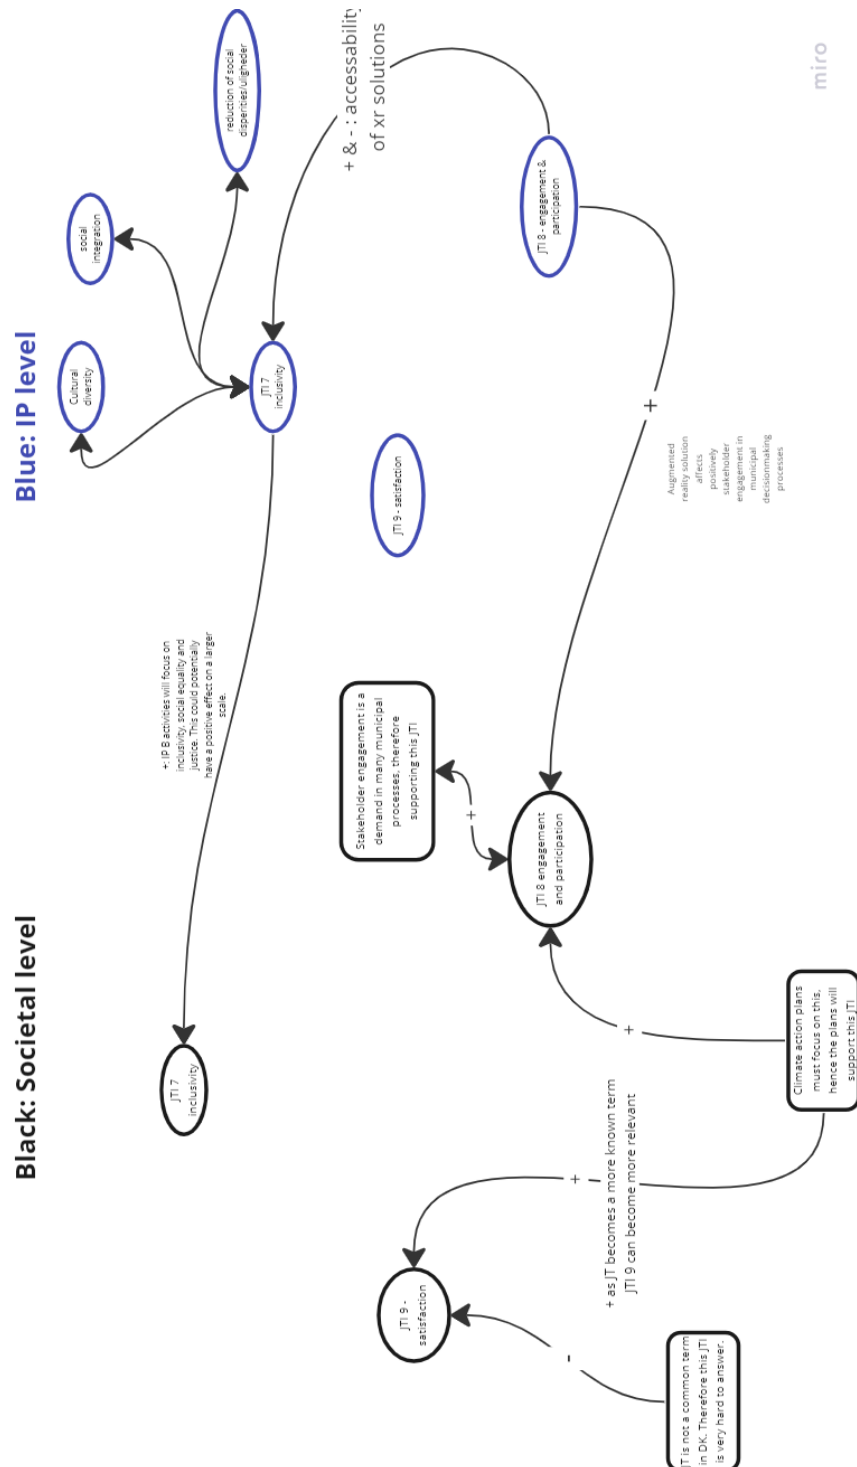 Black: Societal level
Blue: IP level
Cultural
diversity
social
integration
reduction of social
disperities/uligheder
+: IP B activities will focus on
inclusivity, social equality and
justice. This could potentially
have a positive effect on a larger
scale.
JTI 7
inclusivity
JTI 7
inclusivity
+ & - : accessability
of xr solutions
Stakeholder engagement is a
demand in many municipal
processes, therefore
supporting this JTI
JTI 9 - satisfaction
JTI 9 -
satisfaction
+
JTI 8 engagement
and participation
JTI 8 - engagement &
participation
+
-
+ as JT becomes a more known term
JTI 9 can become more relevant
+
+
Augmented
reality solution
affects
positively
stakeholder
engagement in
municipal
decisionmaking
processes
JT is not a common term
in DK. Therefore this JTI
is very hard to answer.
Climate action plans
must focus on this,
hence the plans will
support this JTI
miro